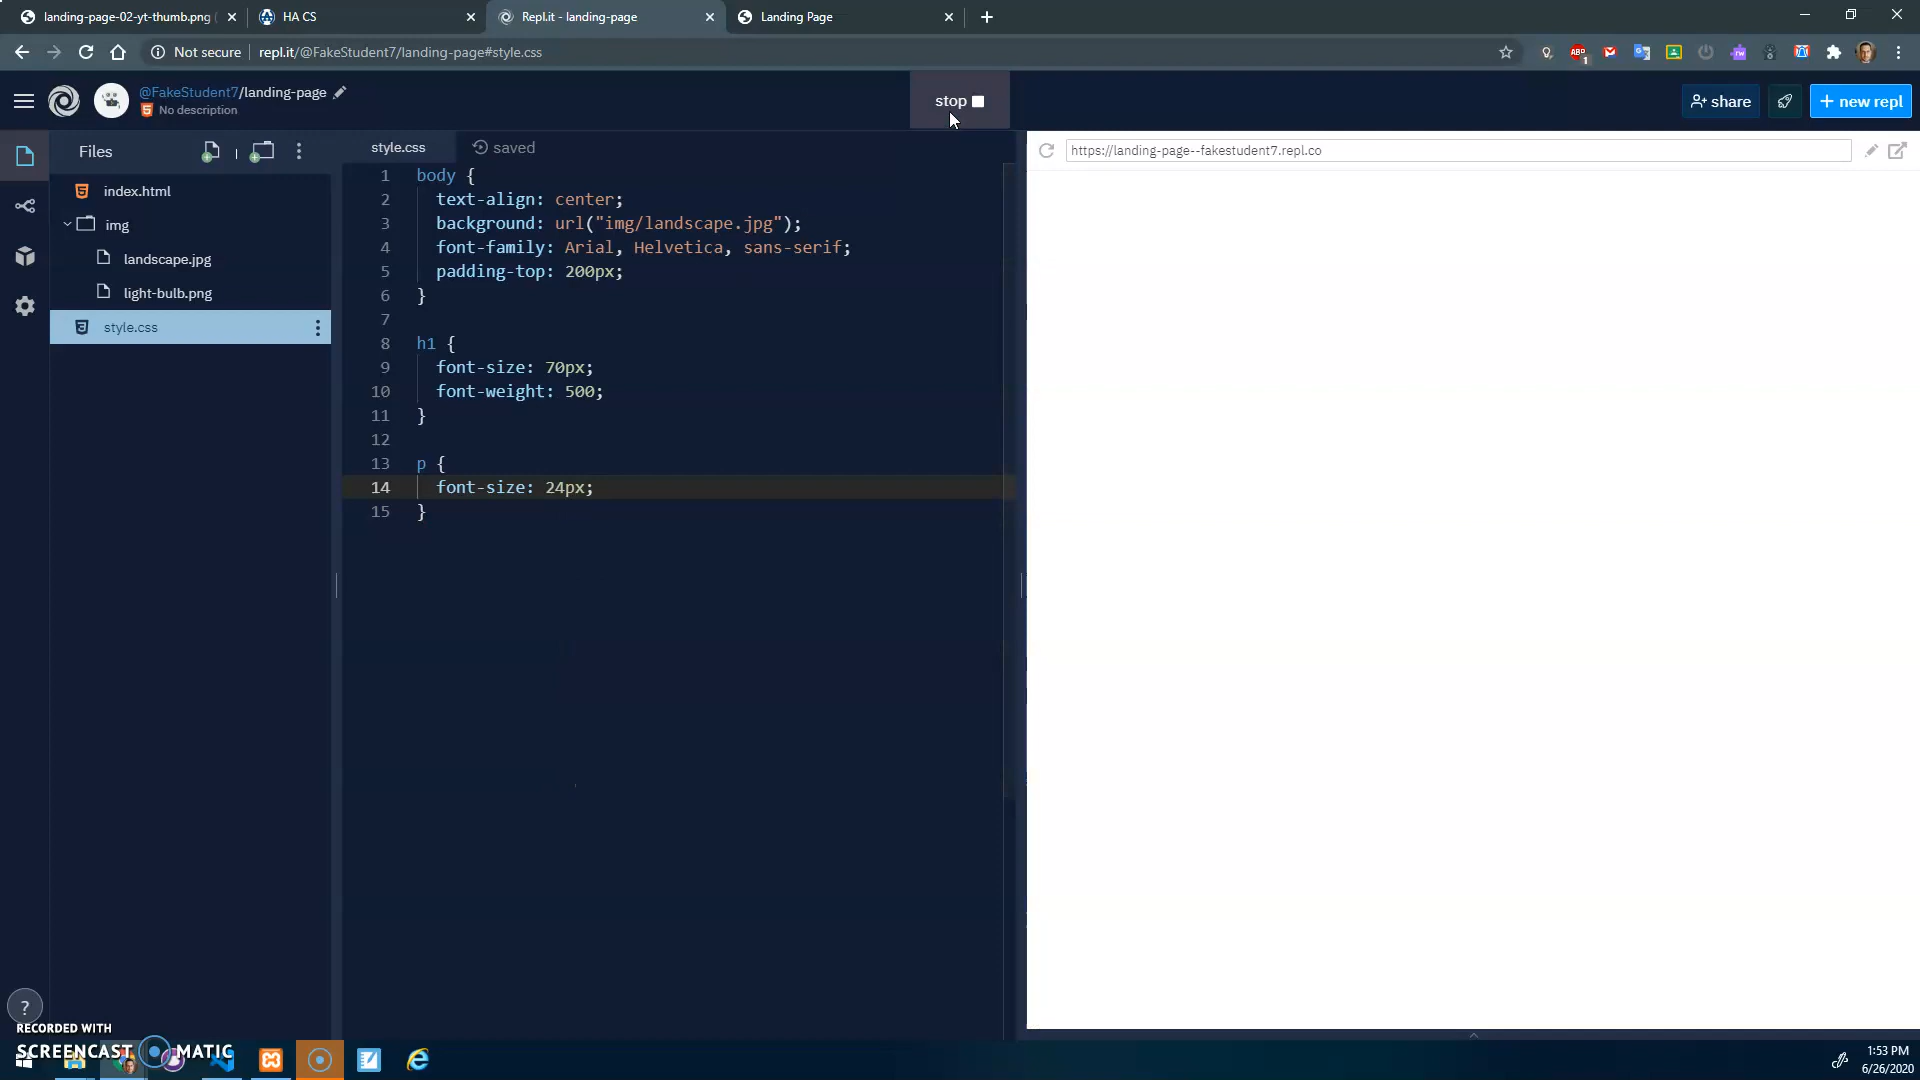 landing-page-02-yt-thumb.png (
HA CS
Repl.it - landing-page
Landing Page
Not secure
repl.it/@FakeStudent7/landing-page#style.css
ABP
1
@FakeStudent7/landing-page
No description
stop
share
+ new repl
Files
style.css
saved
https://landing-page--fakestudent7.repl.co
index.html
img
landscape.jpg
light-bulb.png
style.css
1 body {
2 text-align: center;
3 background: url("img/landscape.jpg");
4 font-family: Arial, Helvetica, sans-serif;
5 padding-top: 200px;
6 }
7
8 h1 {
9 font-size: 70px;
10 font-weight: 500;
11 }
12
13 p {
14 font-size: 24px;
15 }
?
RECORDED WITH
SCREENCAST MATIC
1:53 PM
6/26/2020